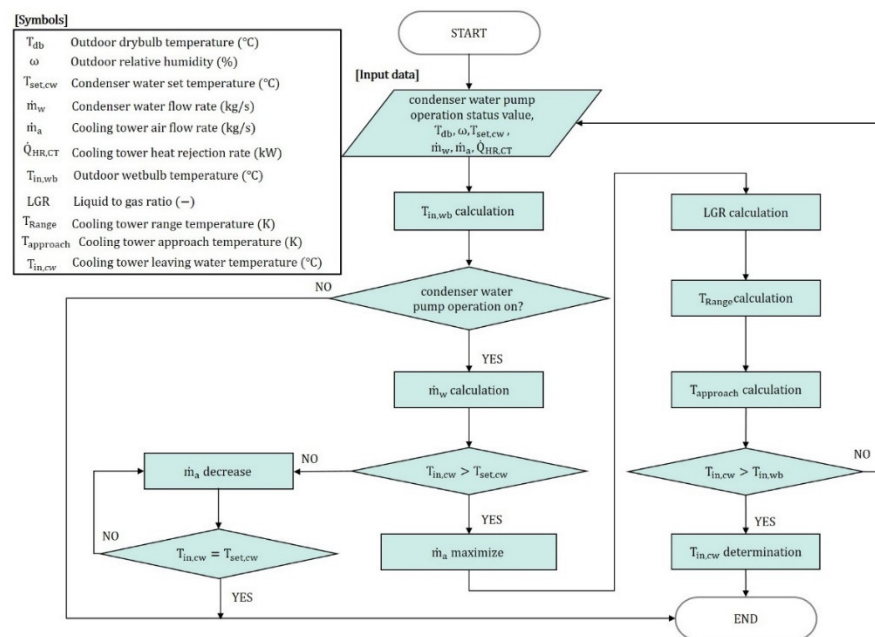 [Symbols]
T_db Outdoor drybulb temperature (℃)
ω Outdoor relative humidity (%)
T_set,cw Condenser water set temperature (℃)
ṁ_w Condenser water flow rate (kg/s)
ṁ_a Cooling tower air flow rate (kg/s)
Q̇_HR,CT Cooling tower heat rejection rate (kW)
T_in,wb Outdoor wetbulb temperature (℃)
LGR Liquid to gas ratio (−)
T_Range Cooling tower range temperature (K)
T_approach Cooling tower approach temperature (K)
T_in,cw Cooling tower leaving water temperature (℃)
START
[Input data]
condenser water pump
operation status value,
T_db, ω,T_set,cw ,
ṁ_w, ṁ_a, Q̇_HR,CT
T_in,wb calculation
NO
condenser water
pump operation on?
YES
ṁ_w calculation
T_in,cw > T_set,cw
NO
ṁ_a decrease
NO
T_in,cw = T_set,cw
YES
YES
ṁ_a maximize
LGR calculation
T_Range calculation
T_approach calculation
T_in,cw > T_in,wb
NO
YES
T_in,cw determination
END